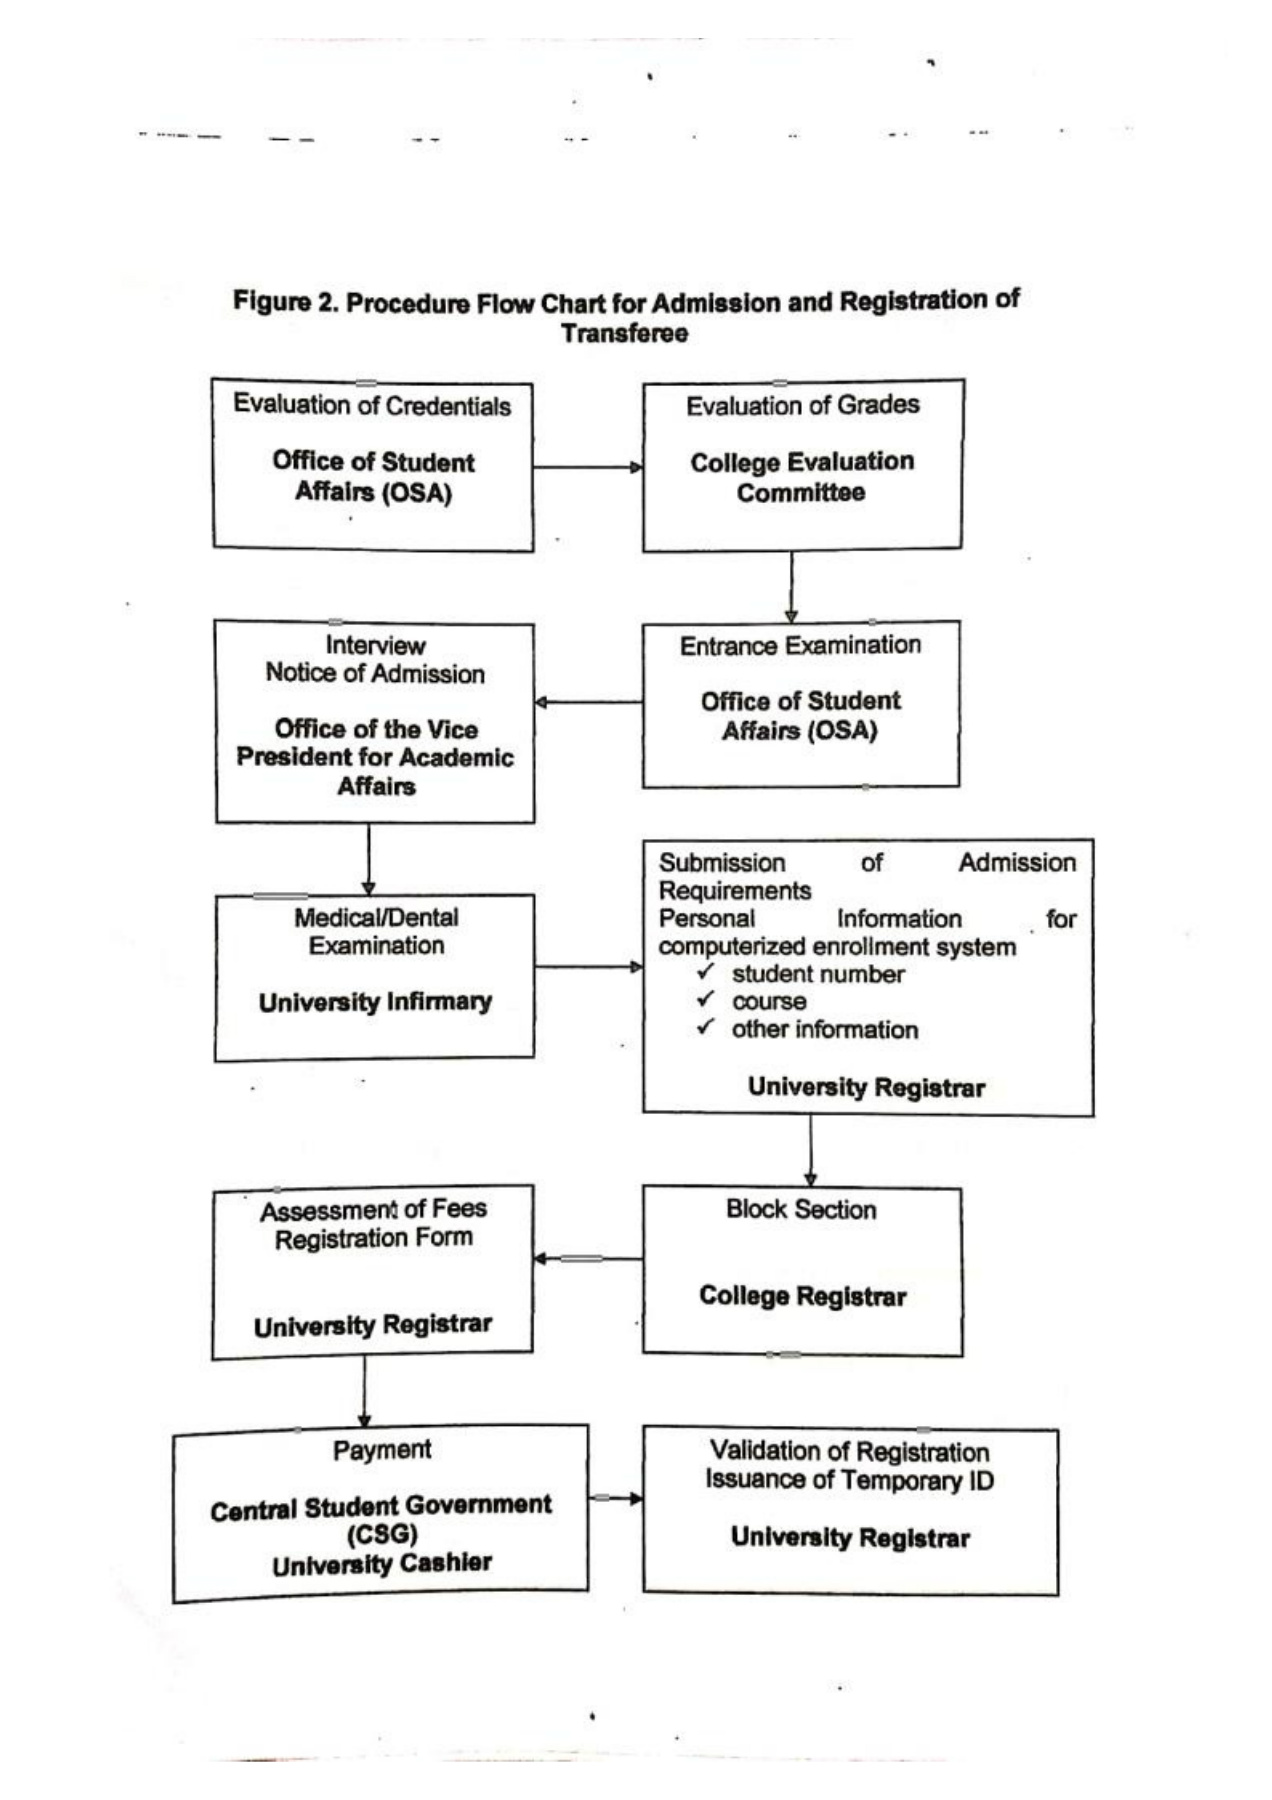 Figure 2. Procedure Flow Chart for Admission and Registration of
Transferee
Evaluation of Credentials
Office of Student
Affairs (OSA)
Evaluation of Grades
College Evaluation
Committee
Entrance Examination
Office of Student
Affairs (OSA)
Interview
Notice of Admission
Office of the Vice
President for Academic
Affairs
Medical/Dental
Examination
University Infirmary
Submission of Admission
Requirements
Personal Information for
computerized enrollment system
✓ student number
✓ course
✓ other information
University Registrar
Block Section
College Registrar
Assessment of Fees
Registration Form
University Registrar
Payment
Central Student Government
(CSG)
University Cashier
Validation of Registration
Issuance of Temporary ID
University Registrar